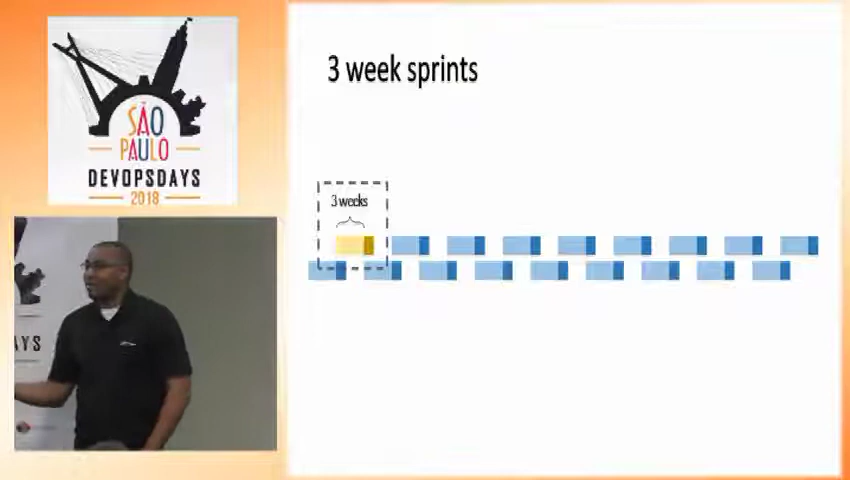 SÃO
PAULO
DEVOPSDAYS
2018
3 week sprints
3 weeks
AYS